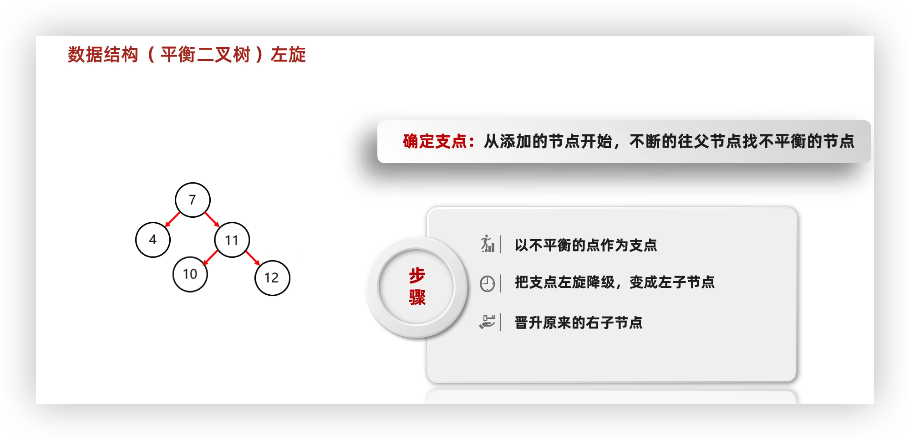 数据结构（平衡二叉树）左旋
确定支点：从添加的节点开始，不断的往父节点找不平衡的节点
7
4
11
10
12
步
骤
以不平衡的点作为支点
把支点左旋降级，变成左子节点
晋升原来的右子节点